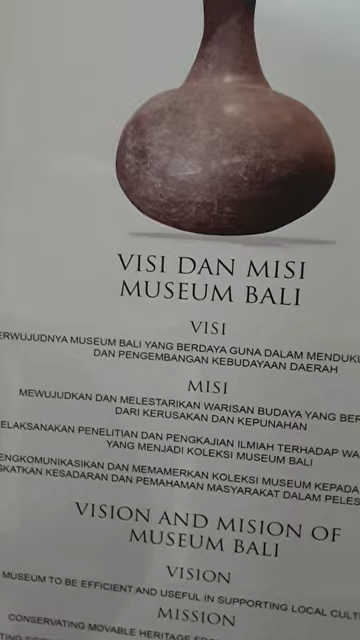 VISI DAN MISI
MUSEUM BALI
VISI
ERWUJUDNYA MUSEUM BALI YANG BERDAYA GUNA DALAM MENDUKU
DAN PENGEMBANGAN KEBUDAYAAN DAERAH
MISI
MEWUJUDKAN DAN MELESTARIKAN WARISAN BUDAYA YANG BER
DARI KERUSAKAN DAN KEPUNAHAN
ELAKSANAKAN PENELITIAN DAN PENGKAJIAN ILMIAH TERHADAP WA
YANG MENJADI KOLEKSI MUSEUM BALI
ENGKOMUNIKASIKAN DAN MEMAMERKAN KOLEKSI MUSEUM KEPADA
GKATKAN KESADARAN DAN PEMAHAMAN MASYARAKAT DALAM PELES
VISION AND MISION OF
MUSEUM BALI
VISION
MUSEUM TO BE EFFICIENT AND USEFUL IN SUPPORTING LOCAL CULT
MISSION
CONSERVATING MOVABLE HERITAGE